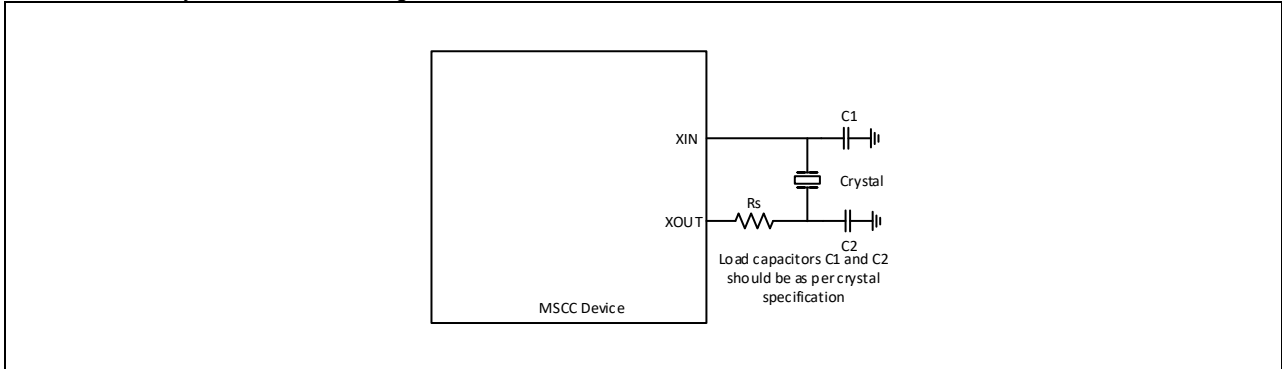 C1
XIN
Crystal
Rs
XOUT
C2
Load capacitors C1 and C2
should be as per crystal
specification
MSCC Device